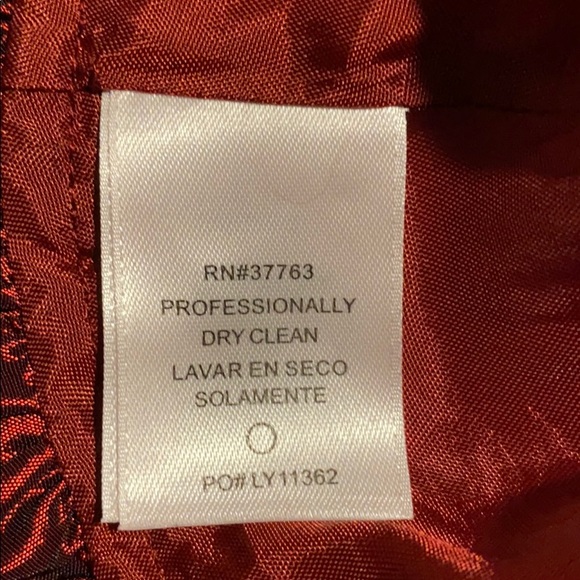 RN#37763
PROFESSIONALLY
DRY CLEAN
LAVAR EN SECO
SOLAMENTE
PO# LY11362